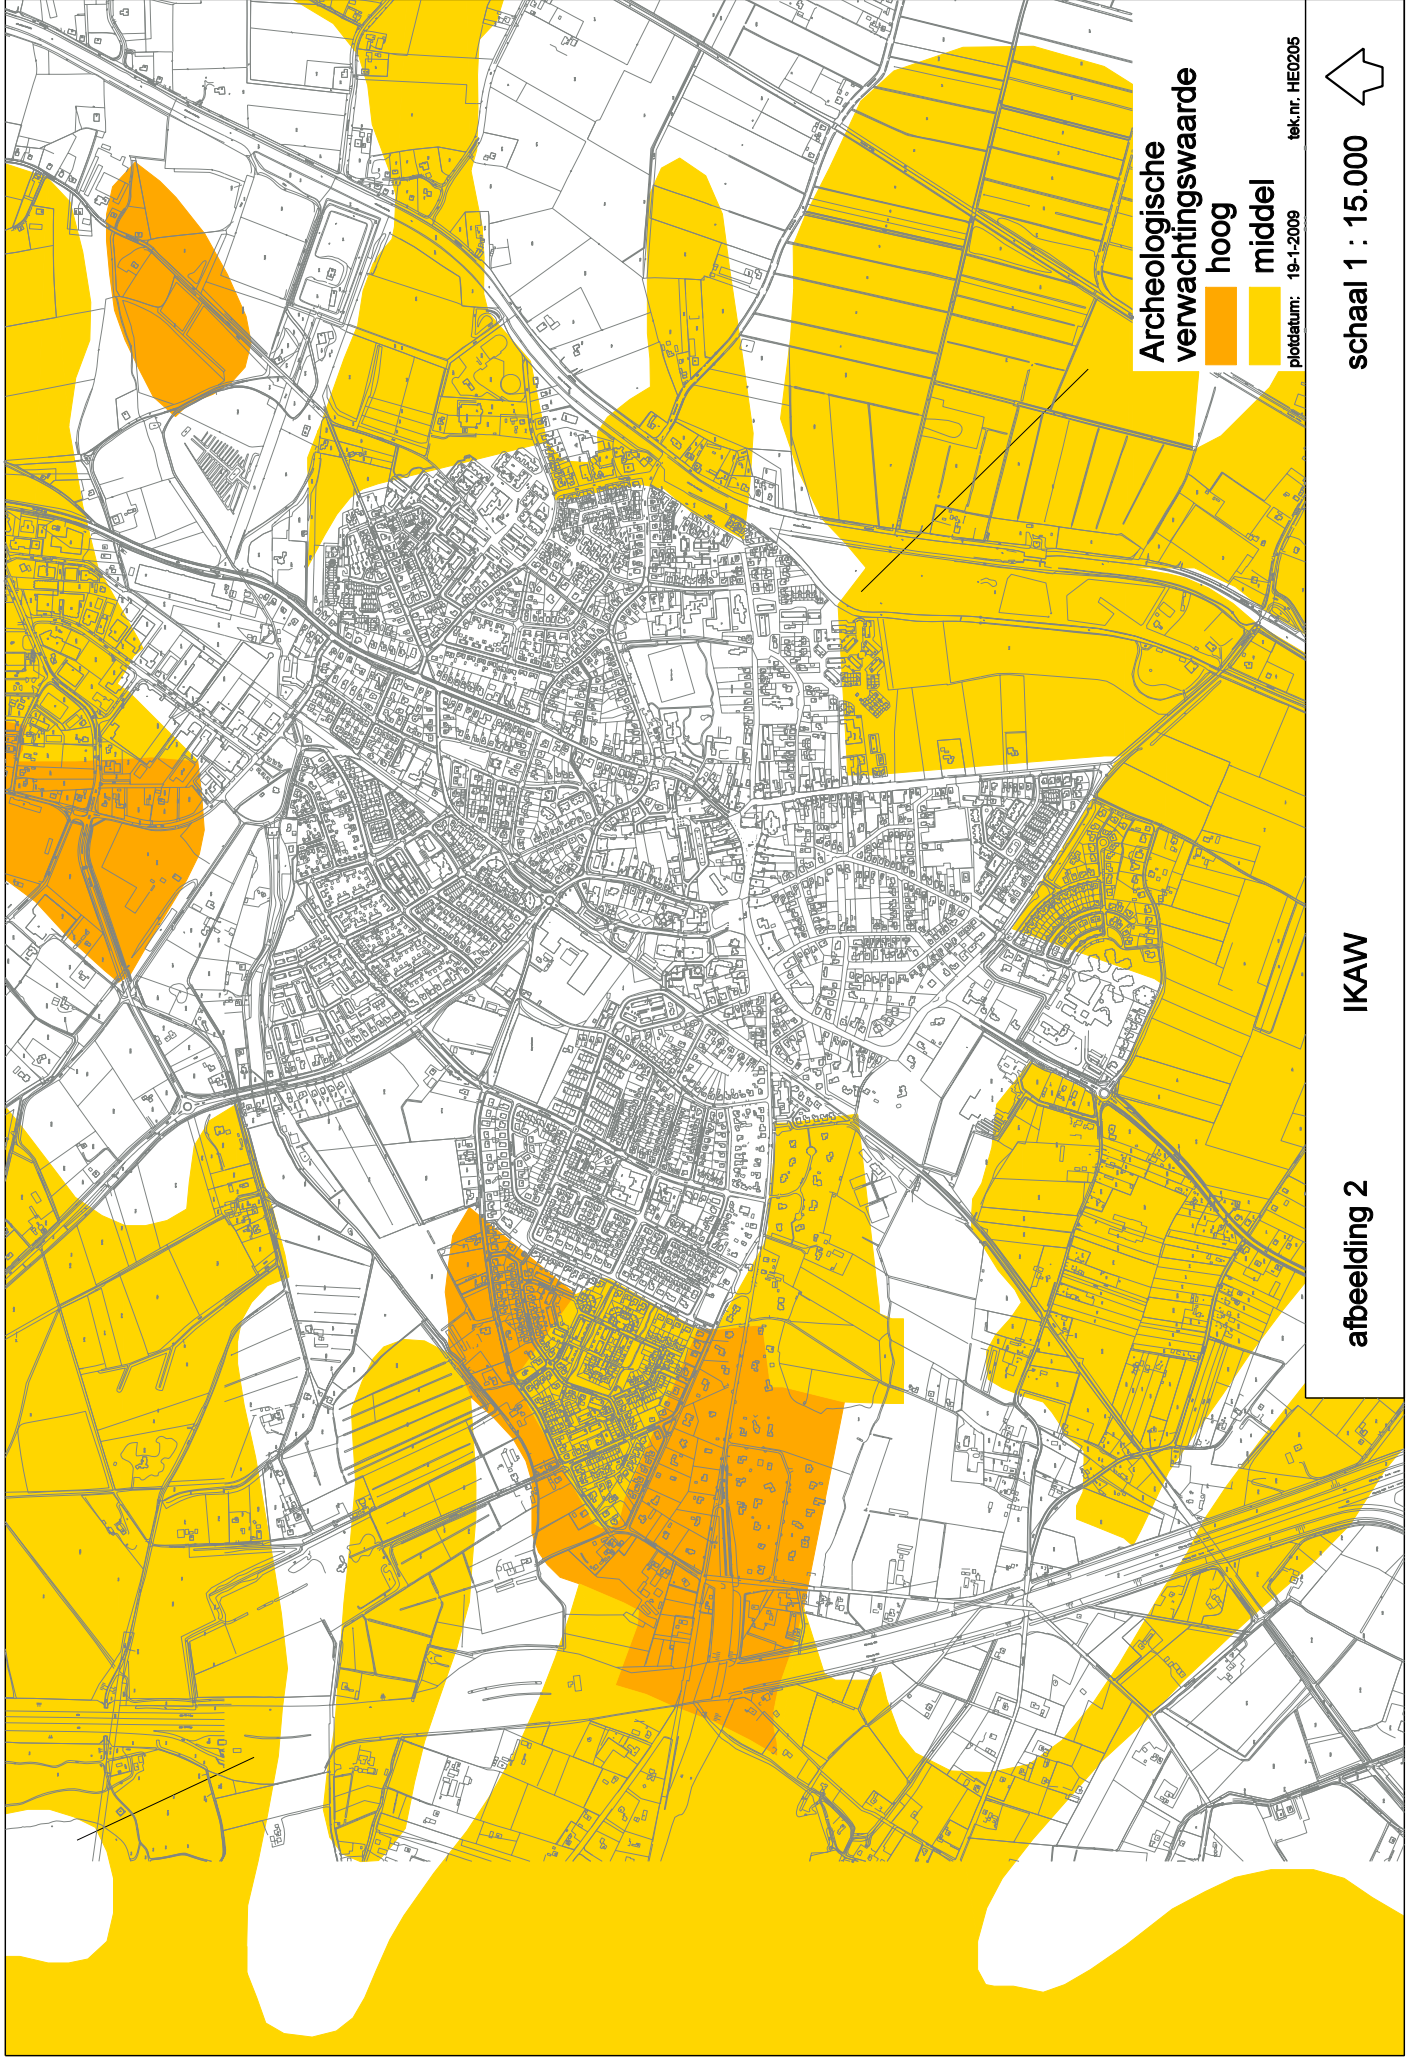 Archeologische
verwachtingswaarde
hoog
middel
plotdatum: 19-1-2009 tek.nr. HE0205
afbeelding 2 IKAW schaal 1 : 15.000